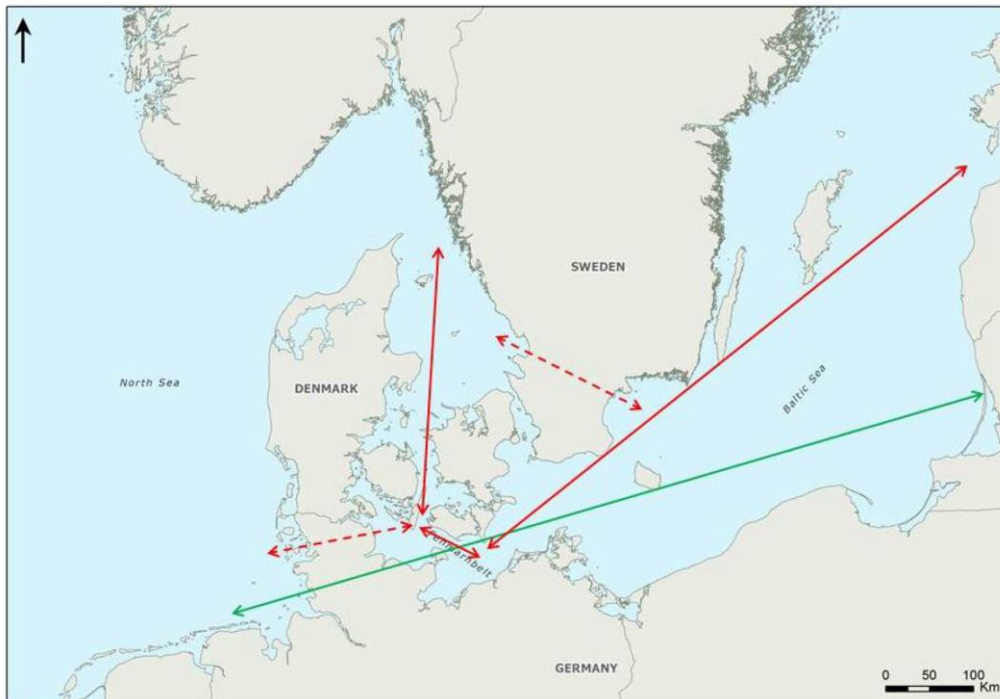 SWEDEN
North Sea
DENMARK
Baltic Sea
GERMANY
0 50 100
Km